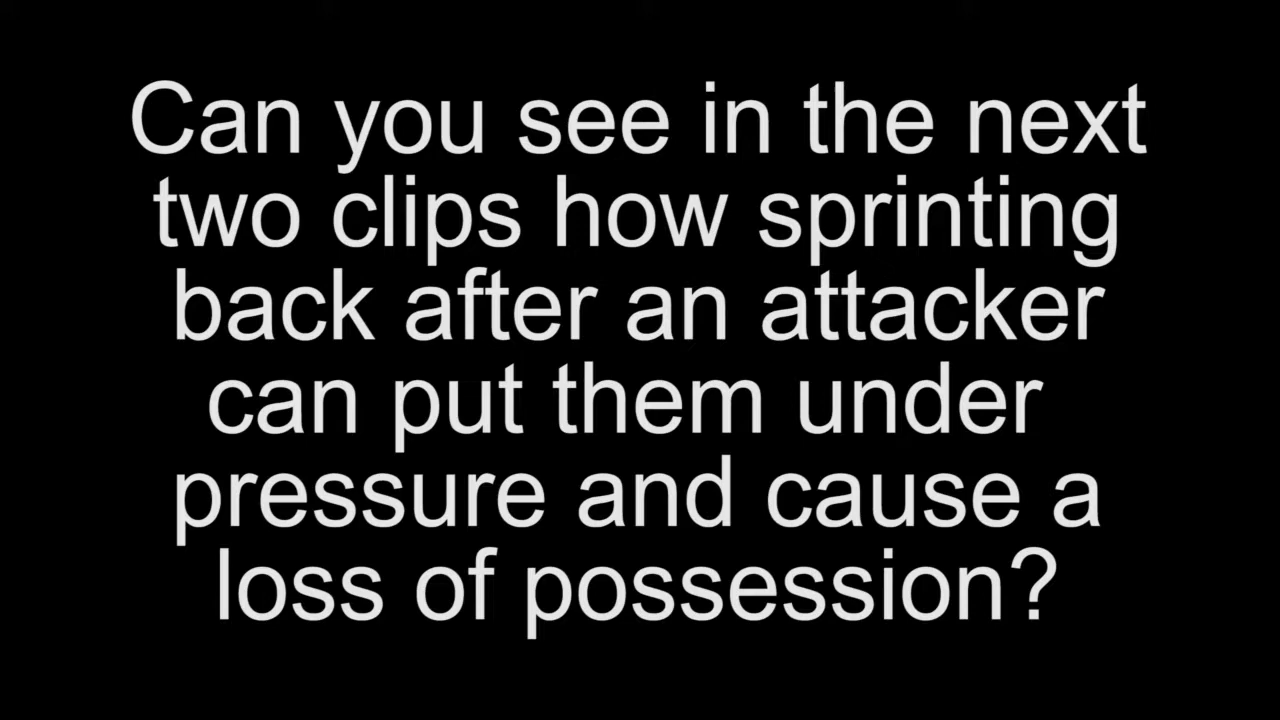 Can you see in the next
two clips how sprinting
back after an attacker
can put them under
pressure and cause a
loss of possession?